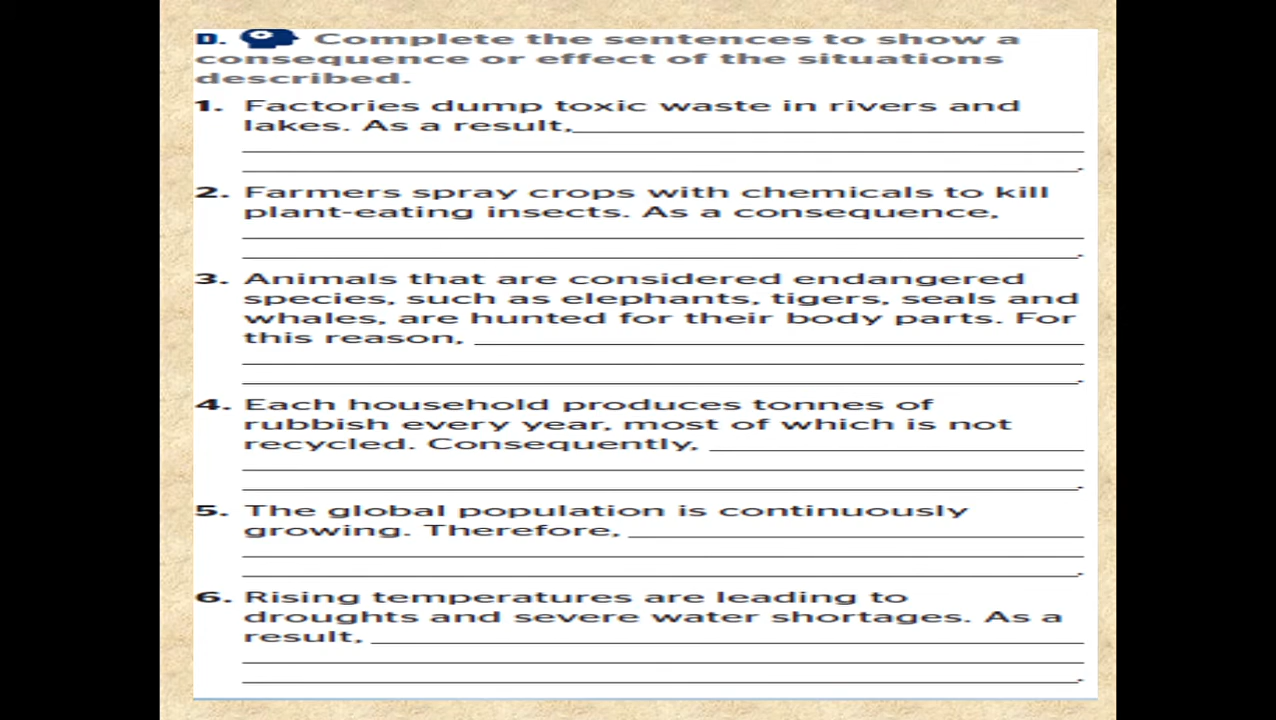 D. Complete the sentences to show a
consequence or effect of the situations
described.
1. Factories dump toxic waste in rivers and
lakes. As a result,
.
2. Farmers spray crops with chemicals to kill
plant-eating insects. As a consequence,
.
3. Animals that are considered endangered
species, such as elephants, tigers, seals and
whales, are hunted for their body parts. For
this reason,
.
4. Each household produces tonnes of
rubbish every year, most of which is not
recycled. Consequently,
.
5. The global population is continuously
growing. Therefore,
.
6. Rising temperatures are leading to
droughts and severe water shortages. As a
result,
.